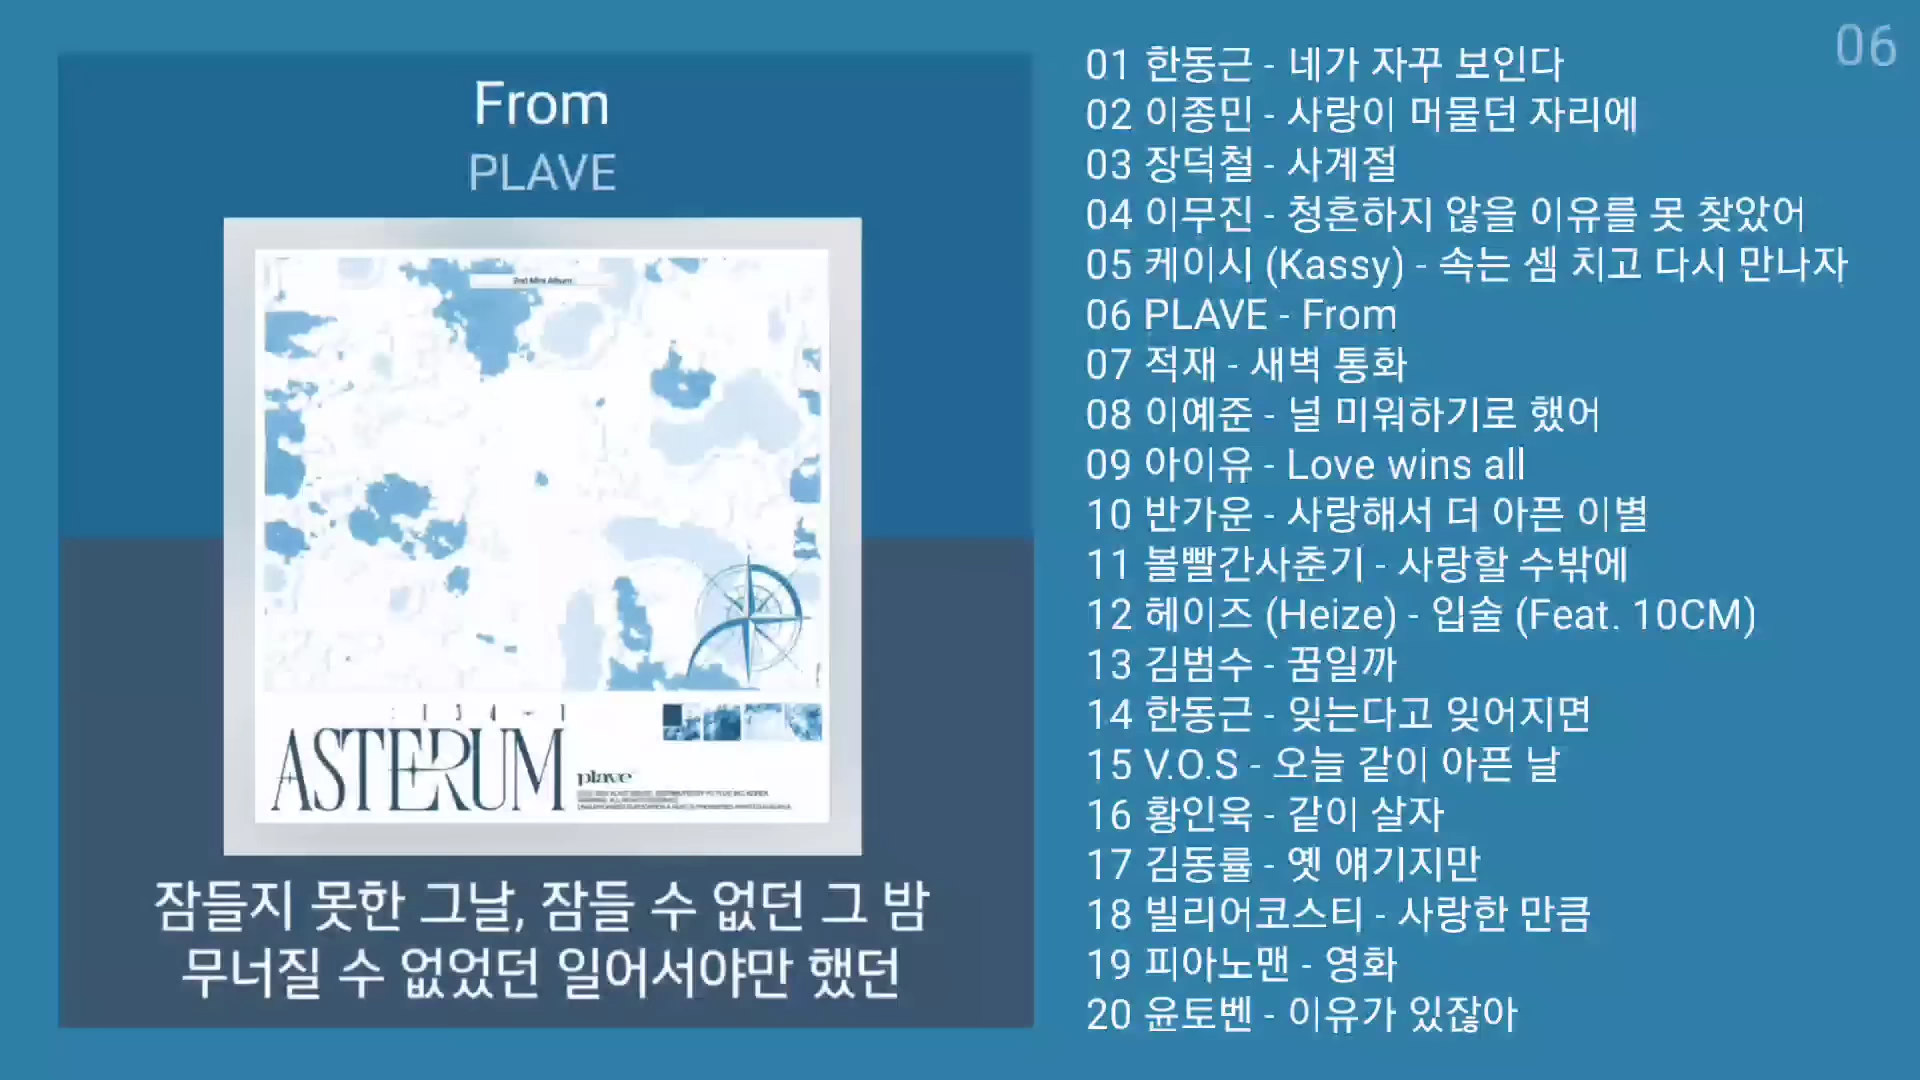 From
PLAVE
2nd Mini Album
: 134-1
ASTERUM
plave
잠들지 못한 그날, 잠들 수 없던 그 밤
무너질 수 없었던 일어서야만 했던
06
01 한동근 - 네가 자꾸 보인다
02 이종민 - 사랑이 머물던 자리에
03 장덕철 - 사계절
04 이무진 - 청혼하지 않을 이유를 못 찾았어
05 케이시 (Kassy) - 속는 셈 치고 다시 만나자
06 PLAVE - From
07 적재 - 새벽 통화
08 이예준 - 널 미워하기로 했어
09 아이유 - Love wins all
10 반가운 - 사랑해서 더 아픈 이별
11 볼빨간사춘기 - 사랑할 수밖에
12 헤이즈 (Heize) - 입술 (Feat. 10CM)
13 김범수 - 꿈일까
14 한동근 - 잊는다고 잊어지면
15 V.O.S - 오늘 같이 아픈 날
16 황인욱 - 같이 살자
17 김동률 - 옛 얘기지만
18 빌리어코스티 - 사랑한 만큼
19 피아노맨 - 영화
20 윤토벤 - 이유가 있잖아